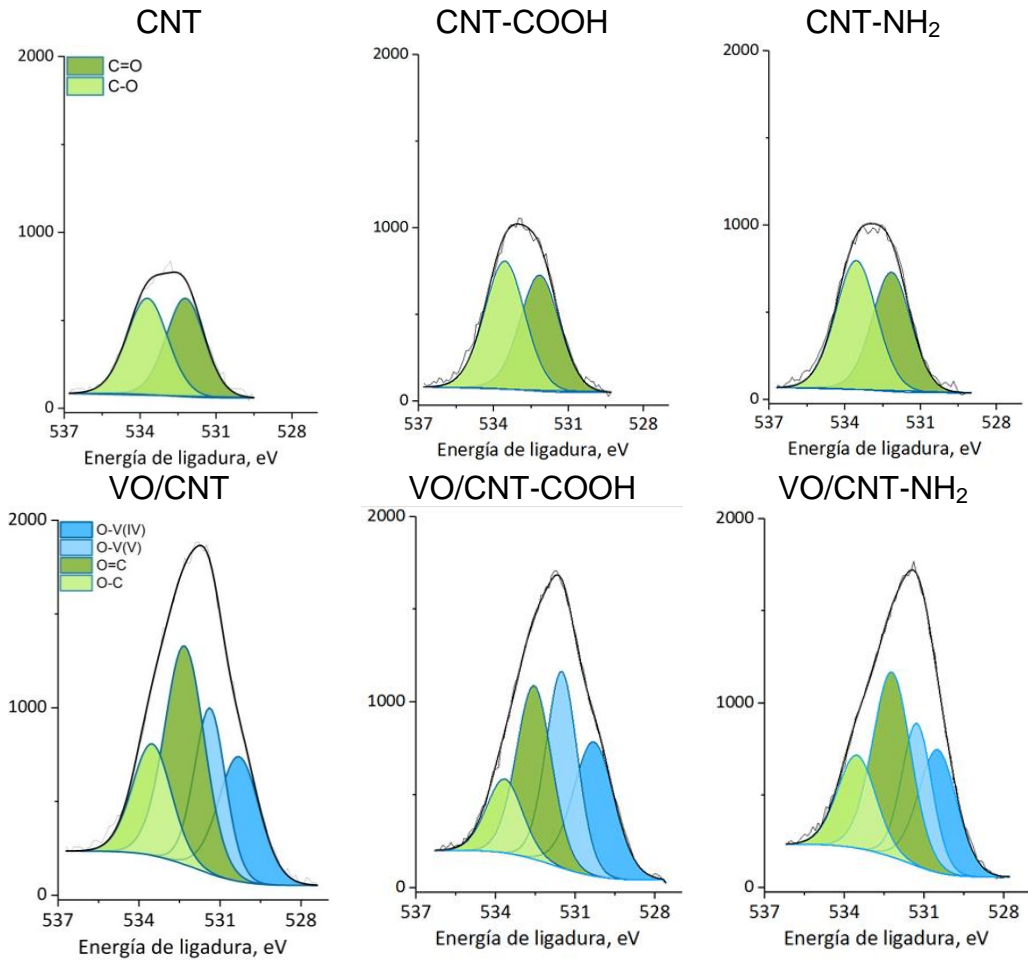 CNT
2000
C=O
C-O
1000
0
537
534
531
528
Energía de ligadura, eV
CNT-COOH
2000
1000
0
537
534
531
528
Energía de ligadura, eV
CNT-NH₂
2000
1000
0
537
534
531
528
Energía de ligadura, eV
VO/CNT
2000
O-V(IV)
O-V(V)
O=C
O-C
1000
0
537
534
531
528
Energía de ligadura, eV
VO/CNT-COOH
2000
1000
0
537
534
531
528
Energía de ligadura, eV
VO/CNT-NH₂
2000
1000
0
537
534
531
528
Energía de ligadura, eV